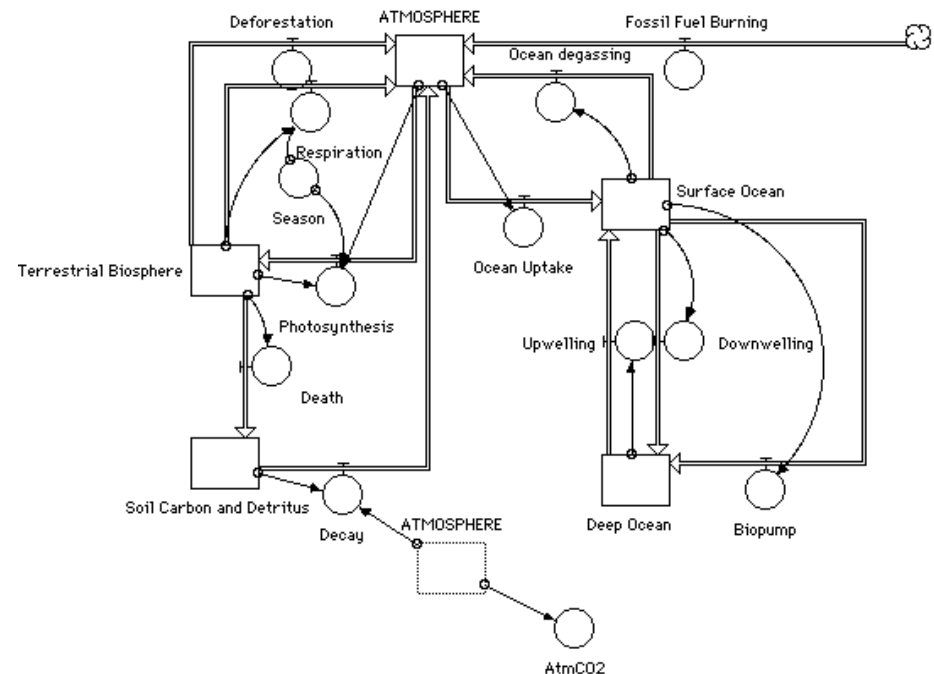 ATMOSPHERE
Deforestation
Fossil Fuel Burning
Ocean degassing
Respiration
Season
Surface Ocean
Terrestrial Biosphere
Ocean Uptake
Photosynthesis
Upwelling
Downwelling
Death
Soil Carbon and Detritus
Decay
ATMOSPHERE
Deep Ocean
Biopump
AtmCO2